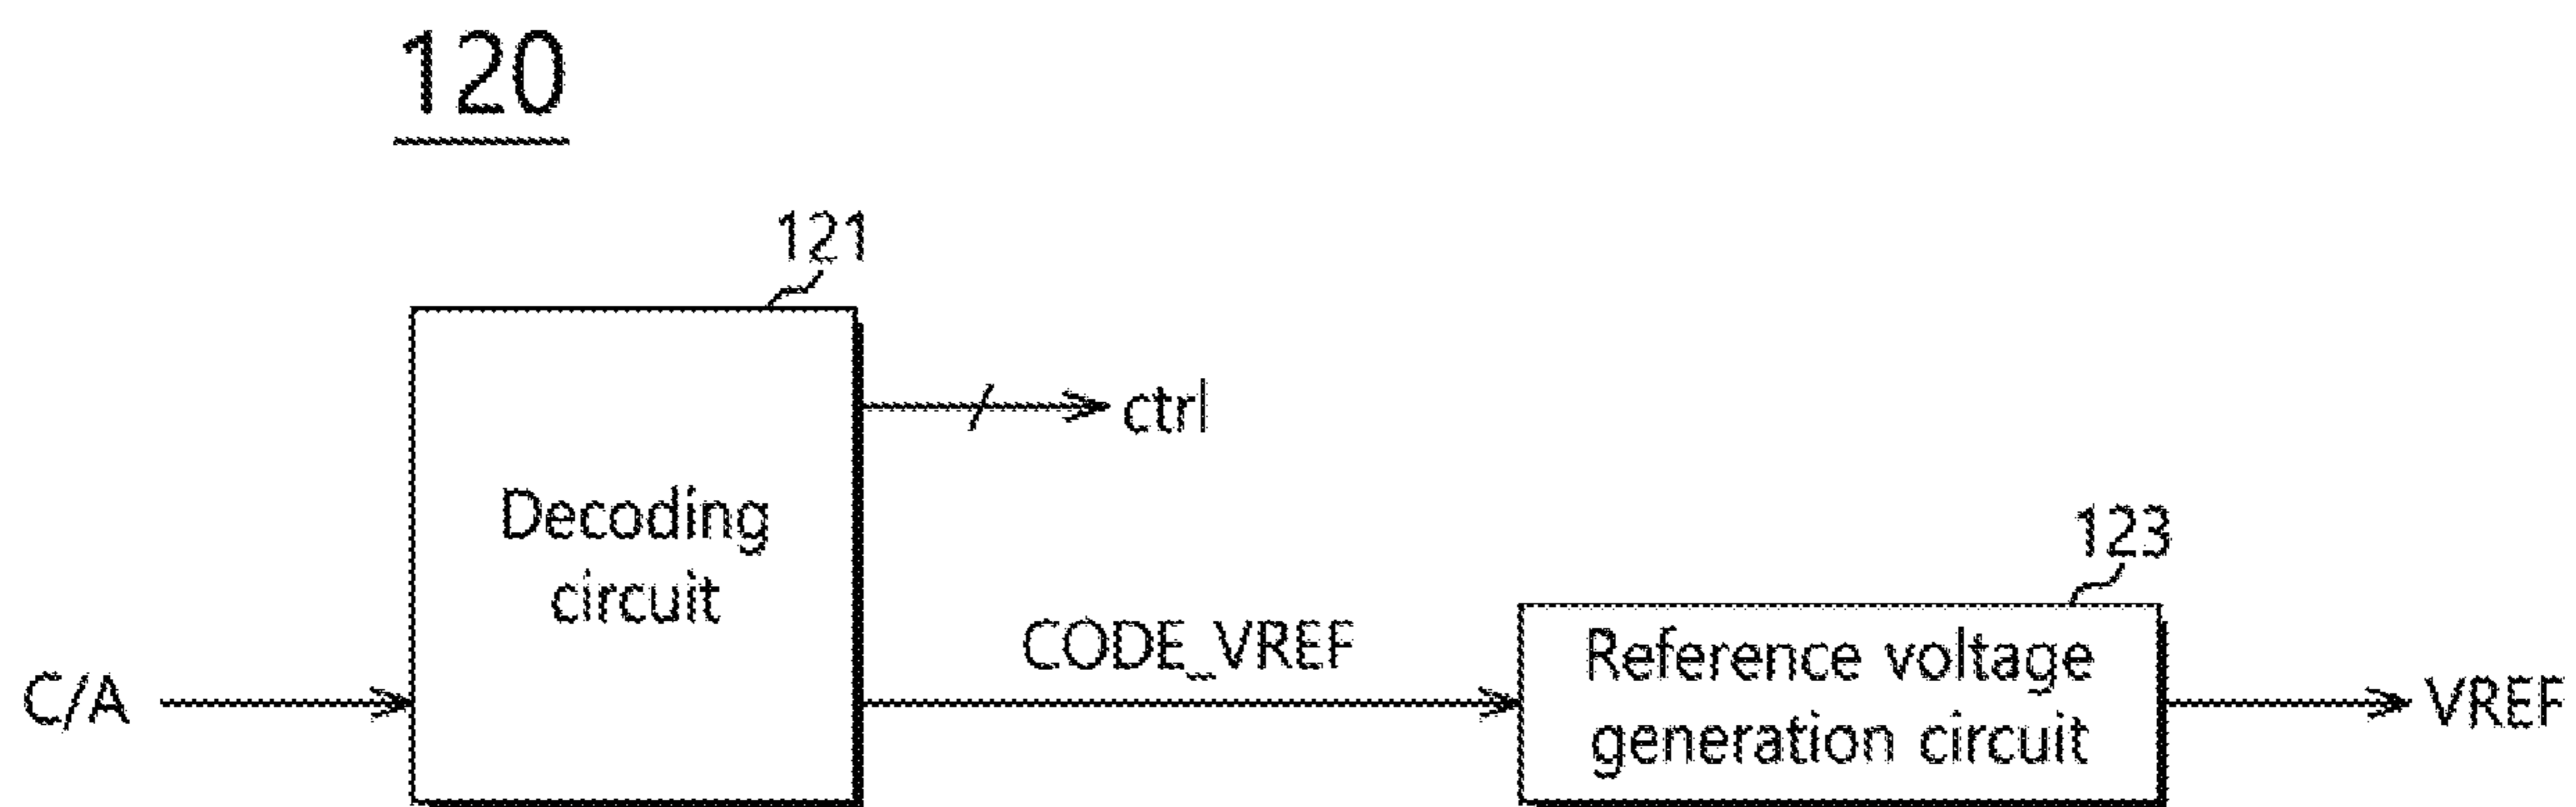 120
121
ctrl
Decoding
circuit
123
C/A
CODE_VREF
Reference voltage
generation circuit
VREF